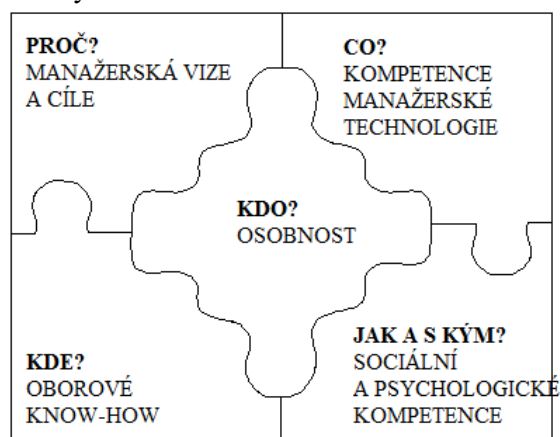 PROČ?
MANAŽERSKÁ VIZE
A CÍLE
CO?
KOMPETENCE
MANAŽERSKÉ
TECHNOLOGIE
KDO?
OSOBNOST
KDE?
OBOROVÉ
KNOW-HOW
JAK A S KÝM?
SOCIÁLNÍ
A PSYCHOLOGICKÉ
KOMPETENCE